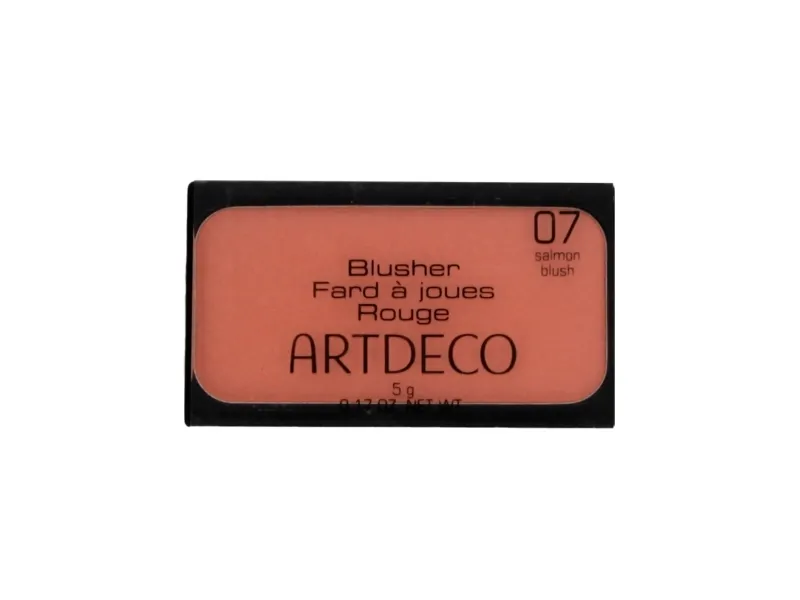 07
salmon
blush
Blusher
Fard à joues
Rouge
ARTDECO
5 g
0.17 OZ. NET WT.